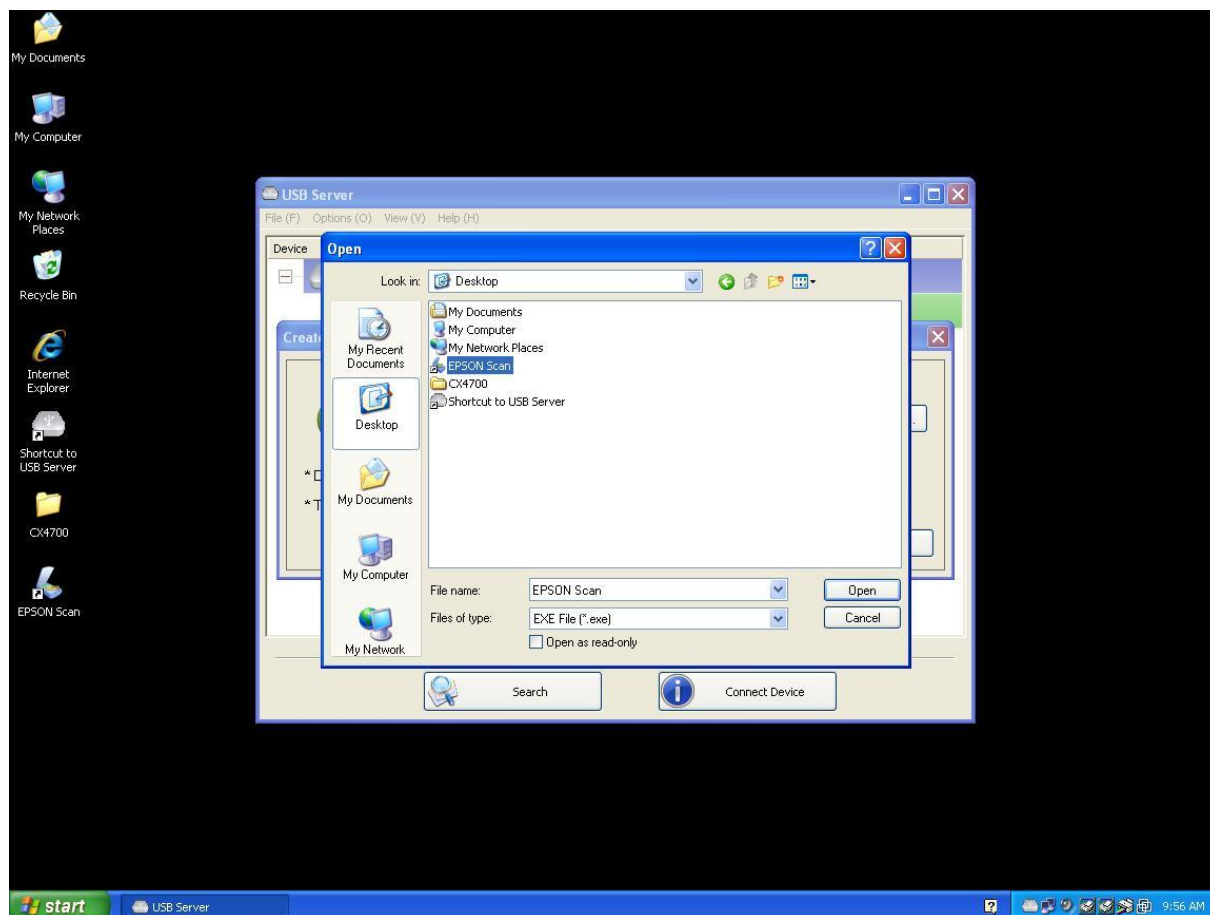 My Documents
My Computer
My Network
Places
Recycle Bin
Internet
Explorer
Shortcut to
USB Server
CX4700
EPSON Scan
USB Server
File (F) Options (O) View (V) Help (H)
Device
Open
Look in:
Desktop
My Recent
Documents
Desktop
My Documents
My Computer
My Network
My Documents
My Computer
My Network Places
EPSON Scan
CX4700
Shortcut to USB Server
File name:
EPSON Scan
Open
Files of type:
EXE File (*.exe)
Cancel
Open as read-only
Search
Connect Device
start
USB Server
9:56 AM